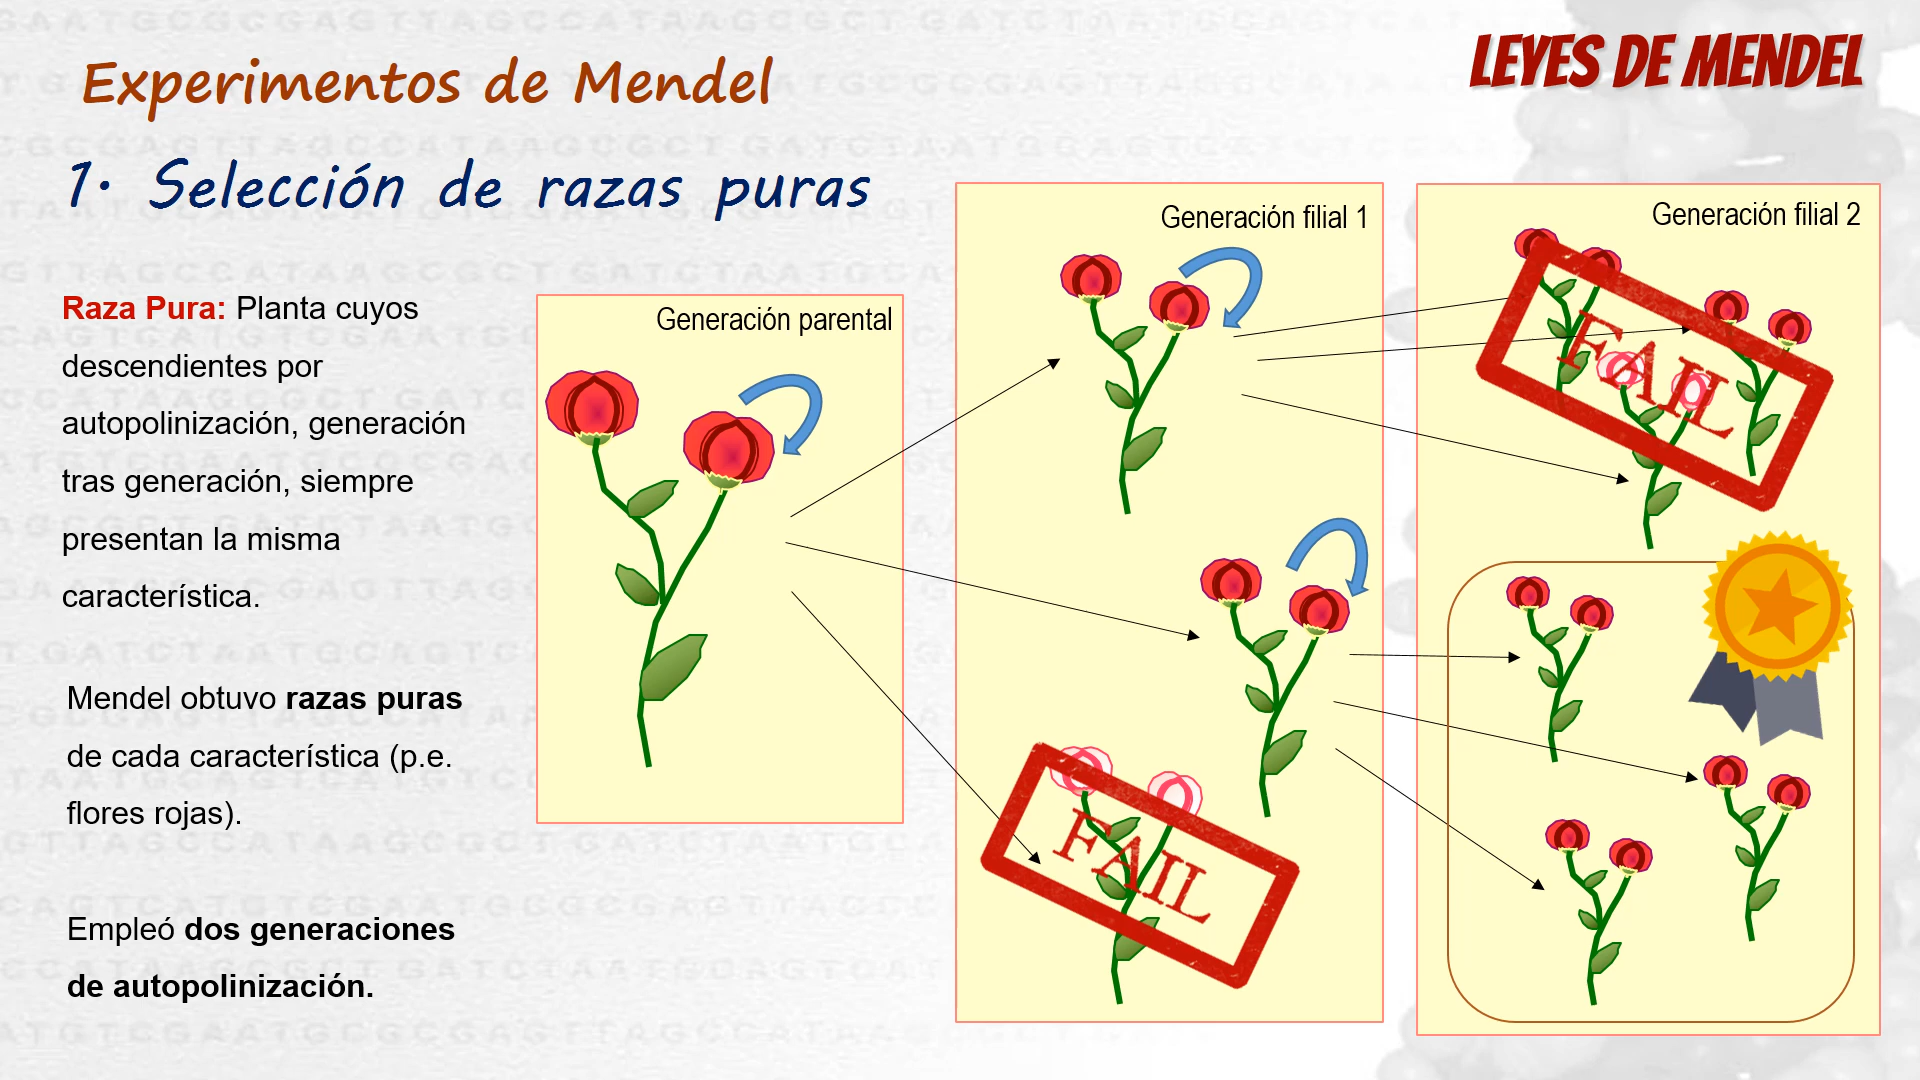 LEYES DE MENDEL
Experimentos de Mendel
1. Selección de razas puras
Raza Pura: Planta cuyos
descendientes por
autopolinización, generación
tras generación, siempre
presentan la misma
característica.
Mendel obtuvo razas puras
de cada característica (p.e.
flores rojas).
Empleó dos generaciones
de autopolinización.
Generación parental
Generación filial 1
FAIL
Generación filial 2
FAIL